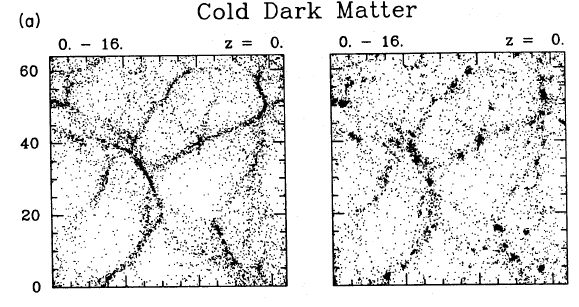 Cold Dark Matter
(a)
0. - 16. z = 0.
0. - 16. z = 0.
60
40
20
0